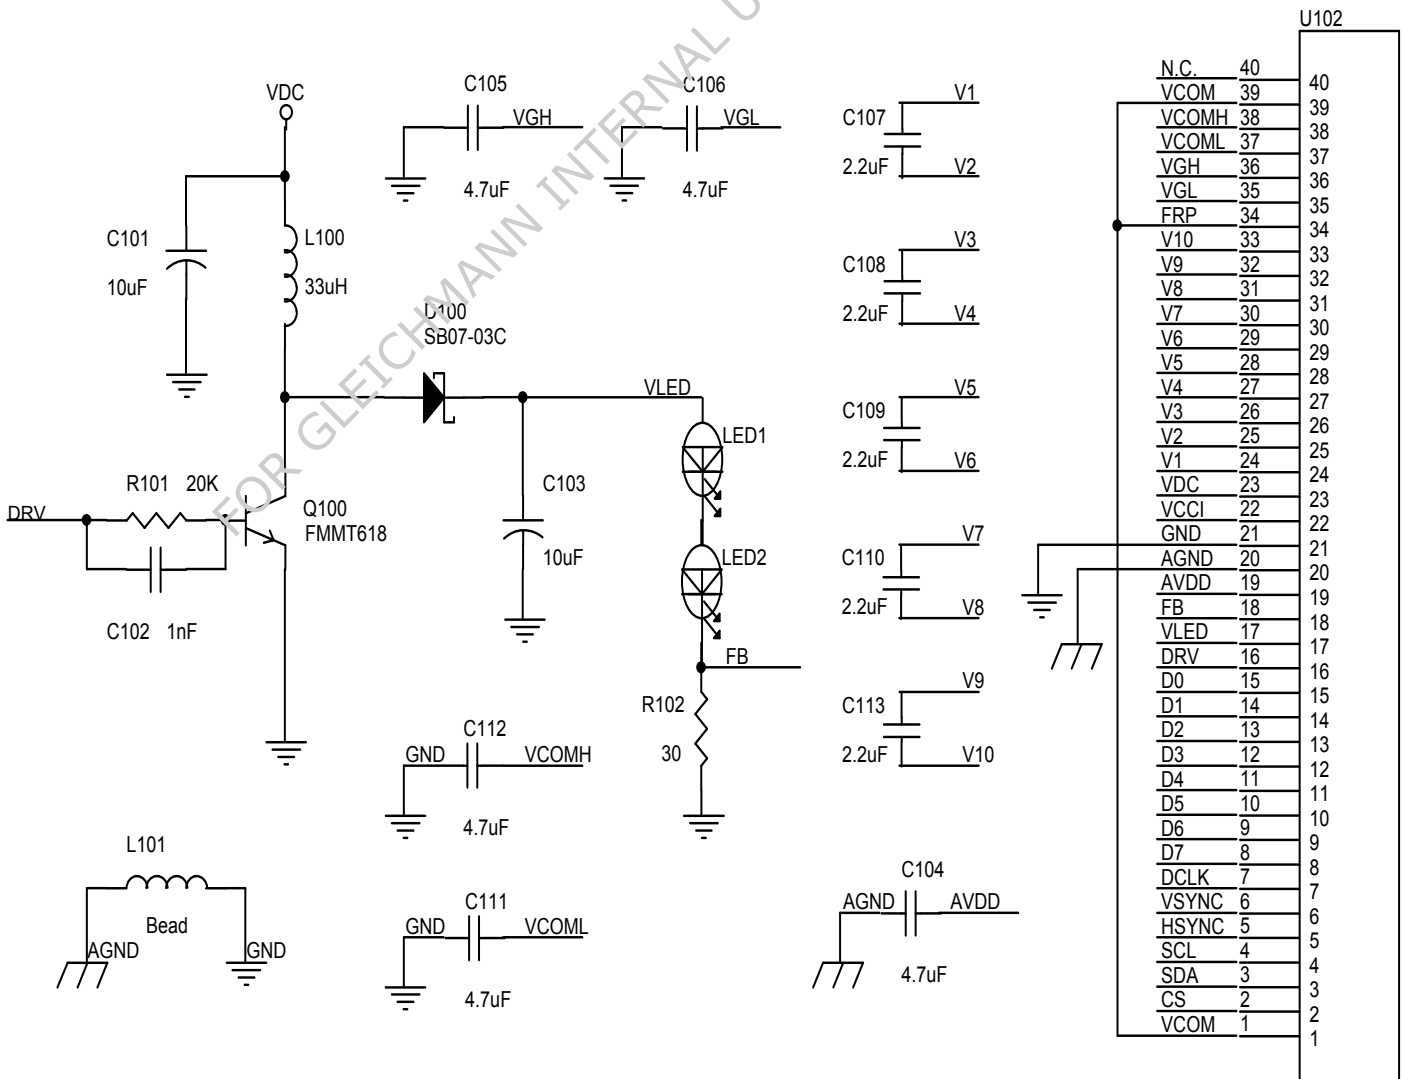 FOR GLEICHMANN INTERNAL U
VDC
C101
10uF
L100
33uH
D100
SB07-03C
VLED
DRV
R101 20K
C102 1nF
Q100
FMMT618
C103
10uF
LED1
LED2
FB
R102
30
C105
VGH
4.7uF
C106
VGL
4.7uF
C107
2.2uF
V1
V2
C108
2.2uF
V3
V4
C109
2.2uF
V5
V6
C110
2.2uF
V7
V8
C113
2.2uF
V9
V10
C112
GND VCOMH
4.7uF
C111
GND VCOML
4.7uF
C104
AGND AVDD
4.7uF
L101
Bead
AGND GND
U102
N.C. 40 40
VCOM 39 39
VCOMH 38 38
VCOML 37 37
VGH 36 36
VGL 35 35
FRP 34 34
V10 33 33
V9 32 32
V8 31 31
V7 30 30
V6 29 29
V5 28 28
V4 27 27
V3 26 26
V2 25 25
V1 24 24
VDC 23 23
VCCI 22 22
GND 21 21
AGND 20 20
AVDD 19 19
FB 18 18
VLED 17 17
DRV 16 16
D0 15 15
D1 14 14
D2 13 13
D3 12 12
D4 11 11
D5 10 10
D6 9 9
D7 8 8
DCLK 7 7
VSYNC 6 6
HSYNC 5 5
SCL 4 4
SDA 3 3
CS 2 2
VCOM 1 1